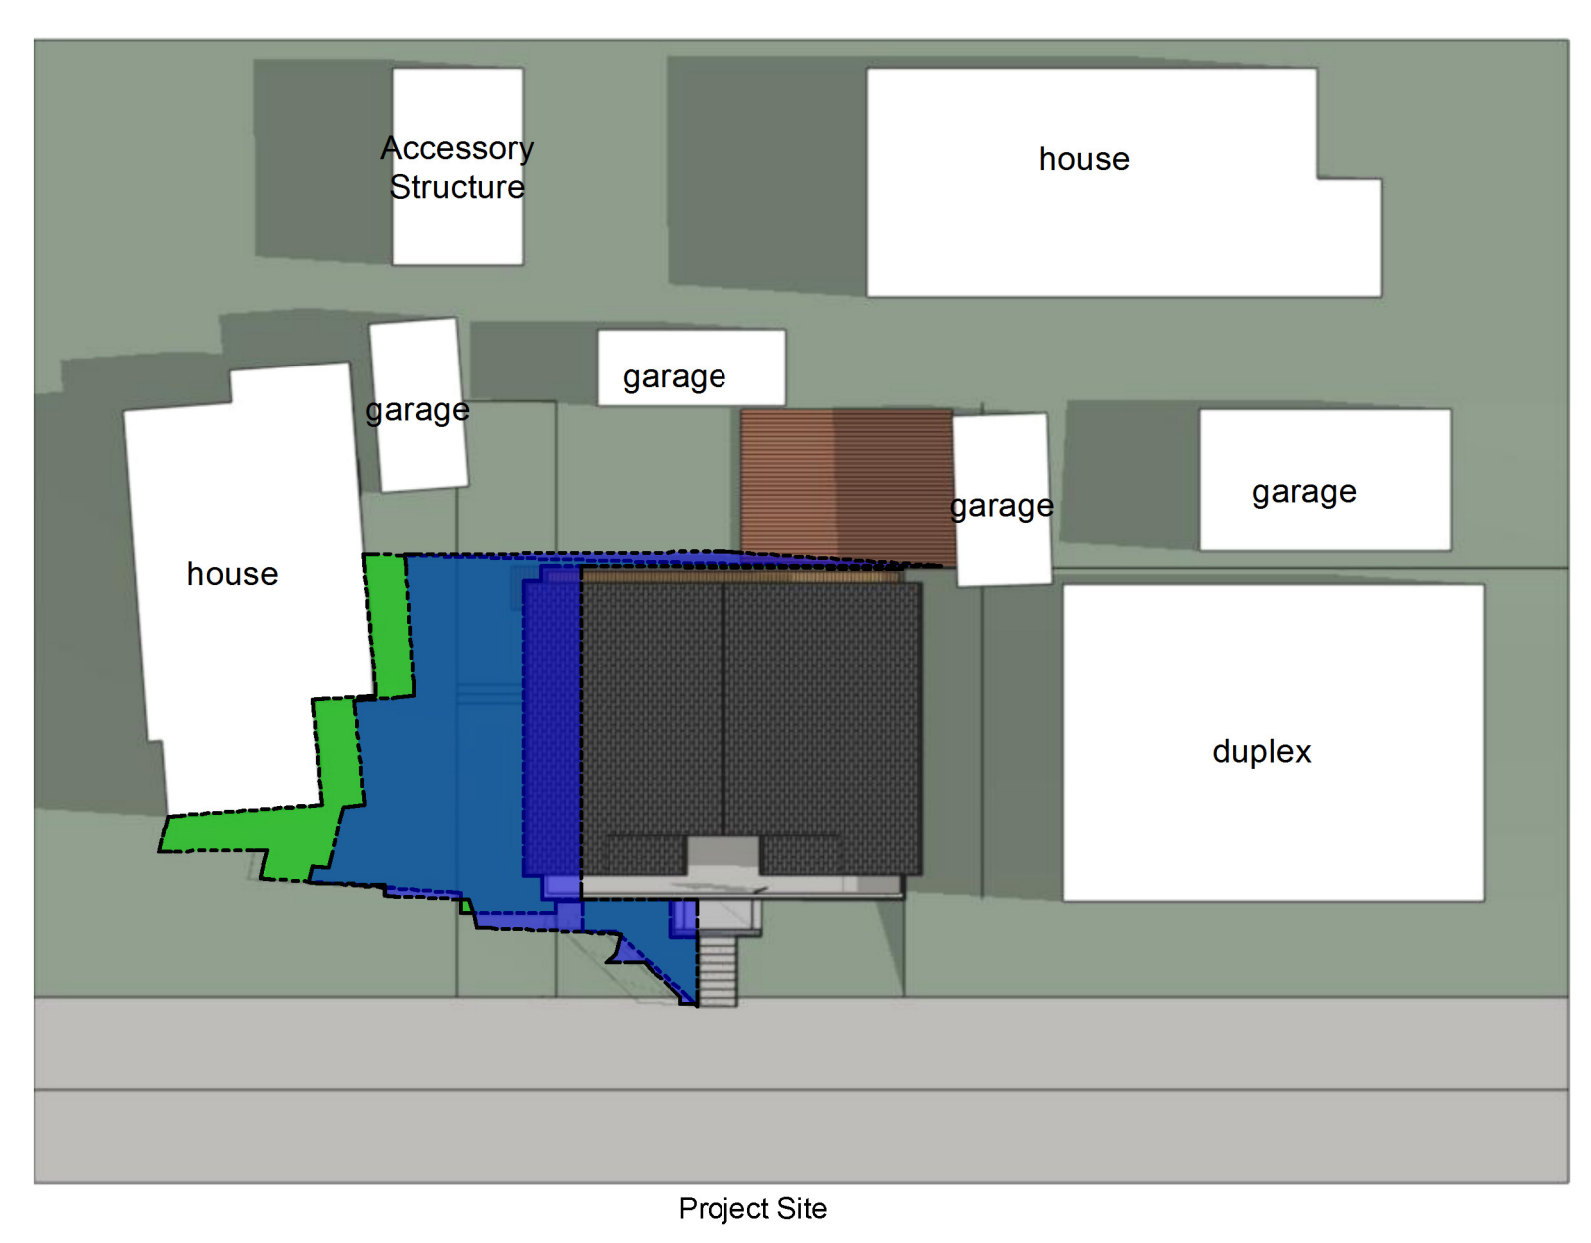 Accessory
Structure
house
garage
garage
garage
garage
house
duplex
Project Site